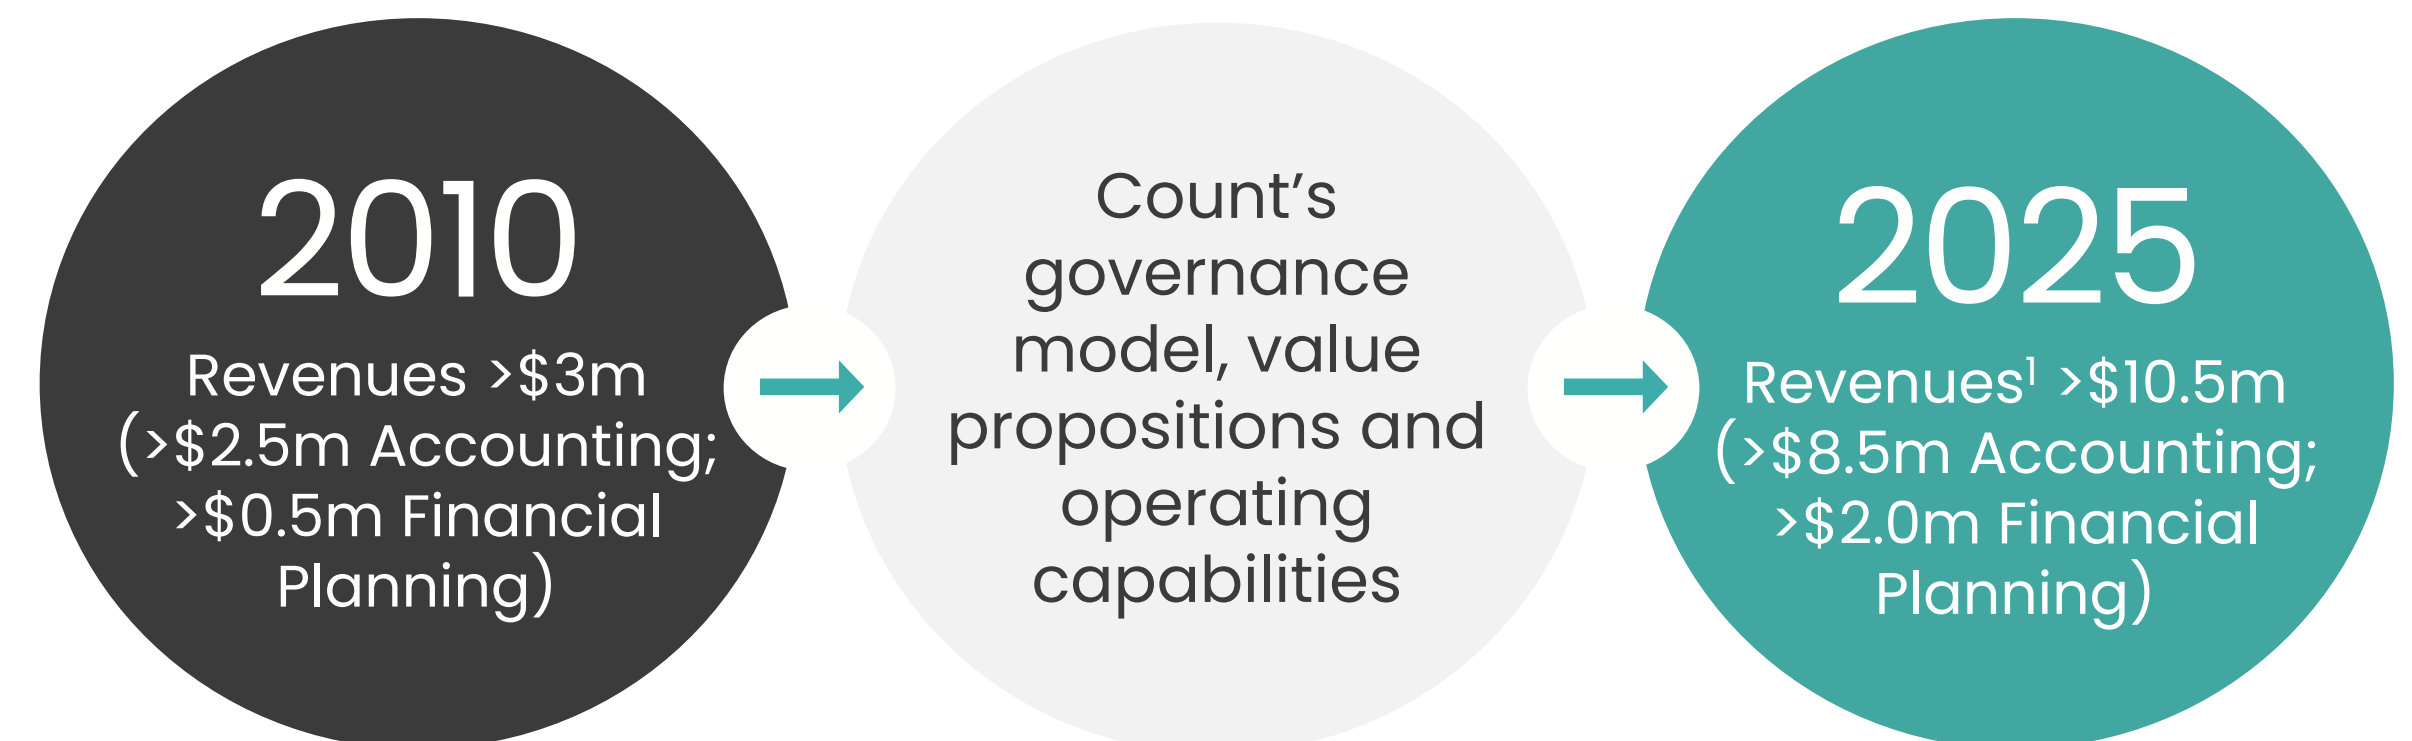 2010
Revenues >$3m
(>$2.5m Accounting;
>$0.5m Financial
Planning)
Count’s
governance
model, value
propositions and
operating
capabilities
2025
Revenues¹ >$10.5m
(>$8.5m Accounting;
>$2.0m Financial
Planning)